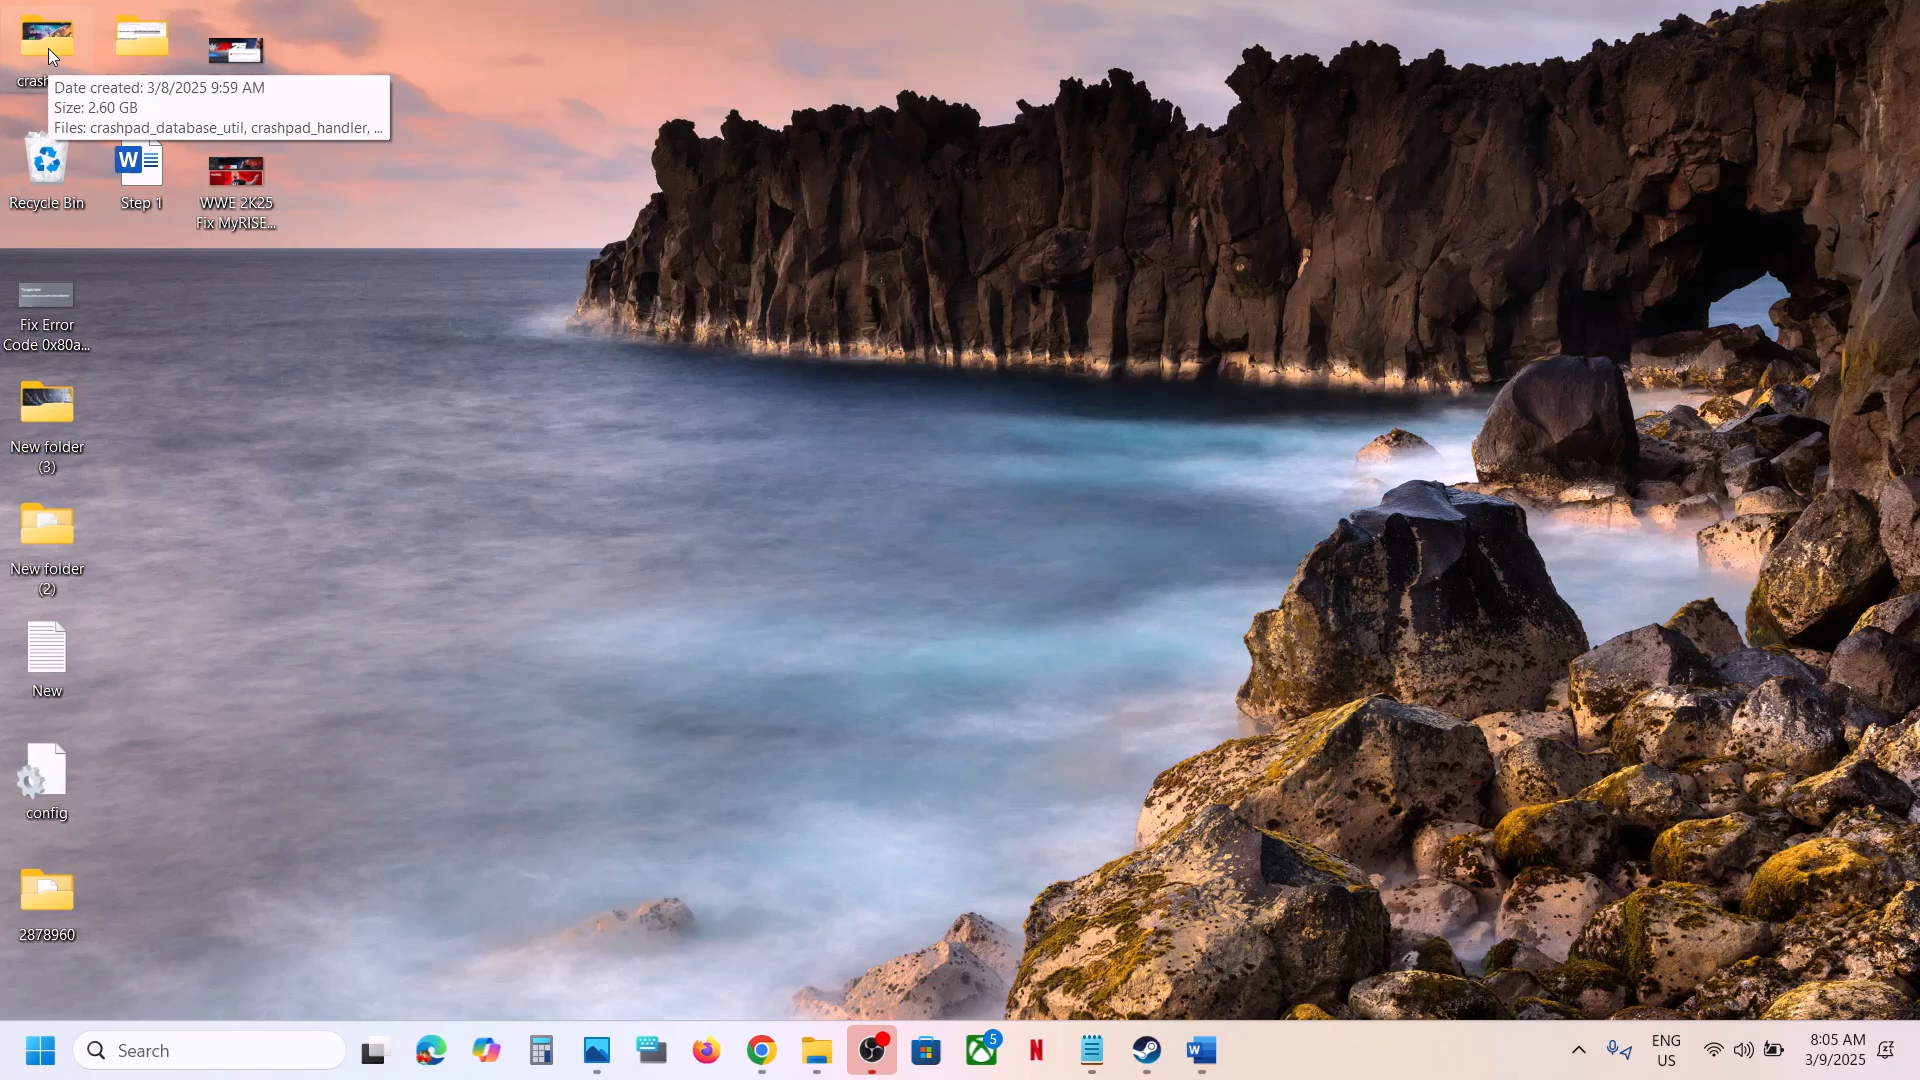 crash
Date created: 3/8/2025 9:59 AM
Size: 2.60 GB
Files: crashpad_database_util, crashpad_handler, ...
Recycle Bin
Step 1
WWE 2K25
Fix MyRISE...
Fix Error
Code 0x80a...
New folder
(3)
New folder
(2)
New
config
2878960
Search
5
ENG
US
8:05 AM
3/9/2025